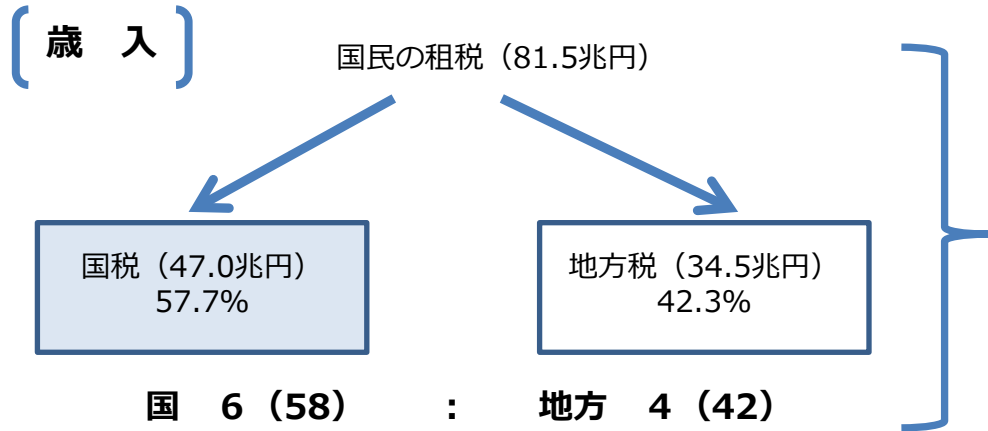 歳　入
国民の租税（81.5兆円）
国税（47.0兆円）
57.7%
地方税（34.5兆円）
42.3%
国　６（58）　　：　　地方　４（42）